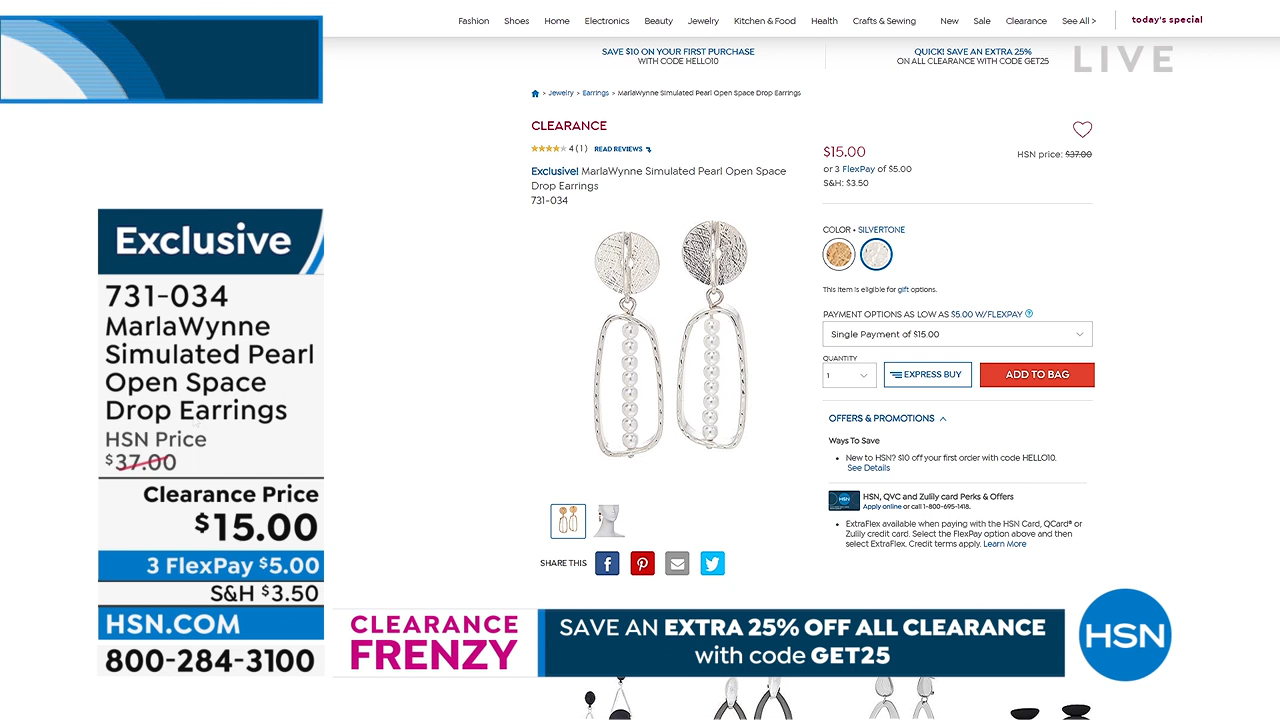 Fashion Shoes Home Electronics Beauty Jewelry Kitchen & Food Health Crafts & Sewing New Sale Clearance See All > today's special
SAVE $10 ON YOUR FIRST PURCHASE
WITH CODE HELLO10
QUICK! SAVE AN EXTRA 25%
ON ALL CLEARANCE WITH CODE GET25
LIVE
> Jewelry > Earrings > MarlaWynne Simulated Pearl Open Space Drop Earrings
CLEARANCE
4 ( 1 ) READ REVIEWS
Exclusive! MarlaWynne Simulated Pearl Open Space
Drop Earrings
731-034
$15.00
HSN price: $37.00
or 3 FlexPay of $5.00
S&H: $3.50
COLOR • SILVERTONE
This item is eligible for gift options.
PAYMENT OPTIONS AS LOW AS $5.00 W/FLEXPAY ?
Single Payment of $15.00
QUANTITY
1
EXPRESS BUY
ADD TO BAG
OFFERS & PROMOTIONS
Ways To Save
• New to HSN? $10 off your first order with code HELLO10.
See Details
HSN, QVC and Zulily card Perks & Offers
Apply online or call 1-800-695-1418.
• ExtraFlex available when paying with the HSN Card, QCard® or
Zulily credit card. Select the FlexPay option above and then
select ExtraFlex. Credit terms apply. Learn More
SHARE THIS
Exclusive
731-034
MarlaWynne
Simulated Pearl
Open Space
Drop Earrings
HSN Price
$37.00
Clearance Price
$15.00
3 FlexPay $5.00
S&H $3.50
HSN.COM
800-284-3100
CLEARANCE
FRENZY
SAVE AN EXTRA 25% OFF ALL CLEARANCE
with code GET25
HSN